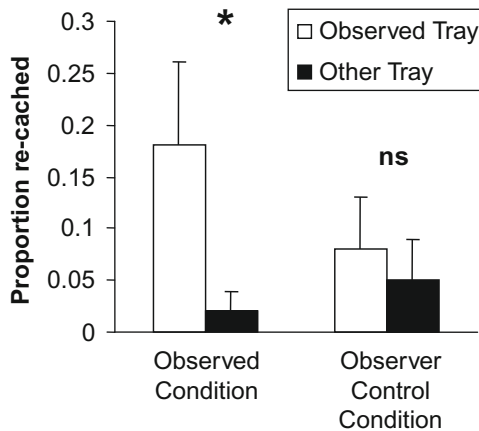 Proportion re-cached
0.3
0.25
0.2
0.15
0.1
0.05
0
*
ns
Observed Tray
Other Tray
Observed
Condition
Observer
Control
Condition